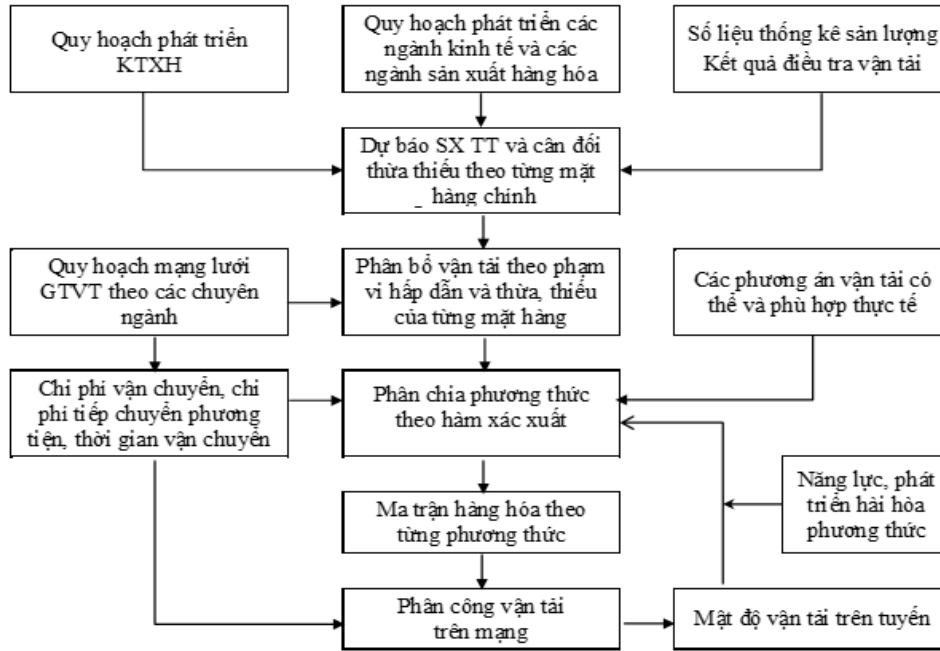 Quy hoạch phát triển
KTXH
Quy hoạch phát triển các
ngành kinh tế và các
ngành sản xuất hàng hóa
Số liệu thống kê sản lượng
Kết quả điều tra vận tải
Dự báo SX TT và cân đối
thừa thiếu theo từng mặt
hàng chính
Quy hoạch mạng lưới
GTVT theo các chuyên
ngành
Phân bổ vận tải theo phạm
vi hấp dẫn và thừa, thiếu
của từng mặt hàng
Các phương án vận tải có
thể và phù hợp thực tế
Chi phí vận chuyển, chi
phí tiếp chuyển phương
tiện, thời gian vận chuyển
Phân chia phương thức
theo hàm xác xuất
Năng lực, phát
triển hài hòa
phương thức
Ma trận hàng hóa theo
từng phương thức
Phân công vận tải
trên mạng
Mật độ vận tải trên tuyến